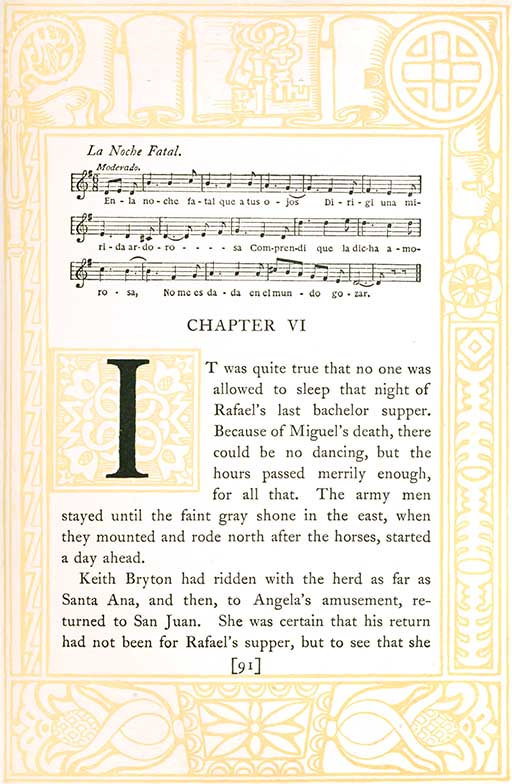 La Noche Fatal.
Moderado.
En - la no - che fa - tal que a tus o - jos Di - ri - gi una mi-
ri - da ar - do - ro - - - - sa Com-pren-di que la dic-ha a - mo-
ro - sa, No me es da - da en el mun - do go - zar.
CHAPTER VI
IT was quite true that no one was
allowed to sleep that night of
Rafael's last bachelor supper.
Because of Miguel's death, there
could be no dancing, but the
hours passed merrily enough,
for all that. The army men
stayed until the faint gray shone in the east, when
they mounted and rode north after the horses, started
a day ahead.
Keith Bryton had ridden with the herd as far as
Santa Ana, and then, to Angela's amusement, re-
turned to San Juan. She was certain that his return
had not been for Rafael's supper, but to see that she
[91]